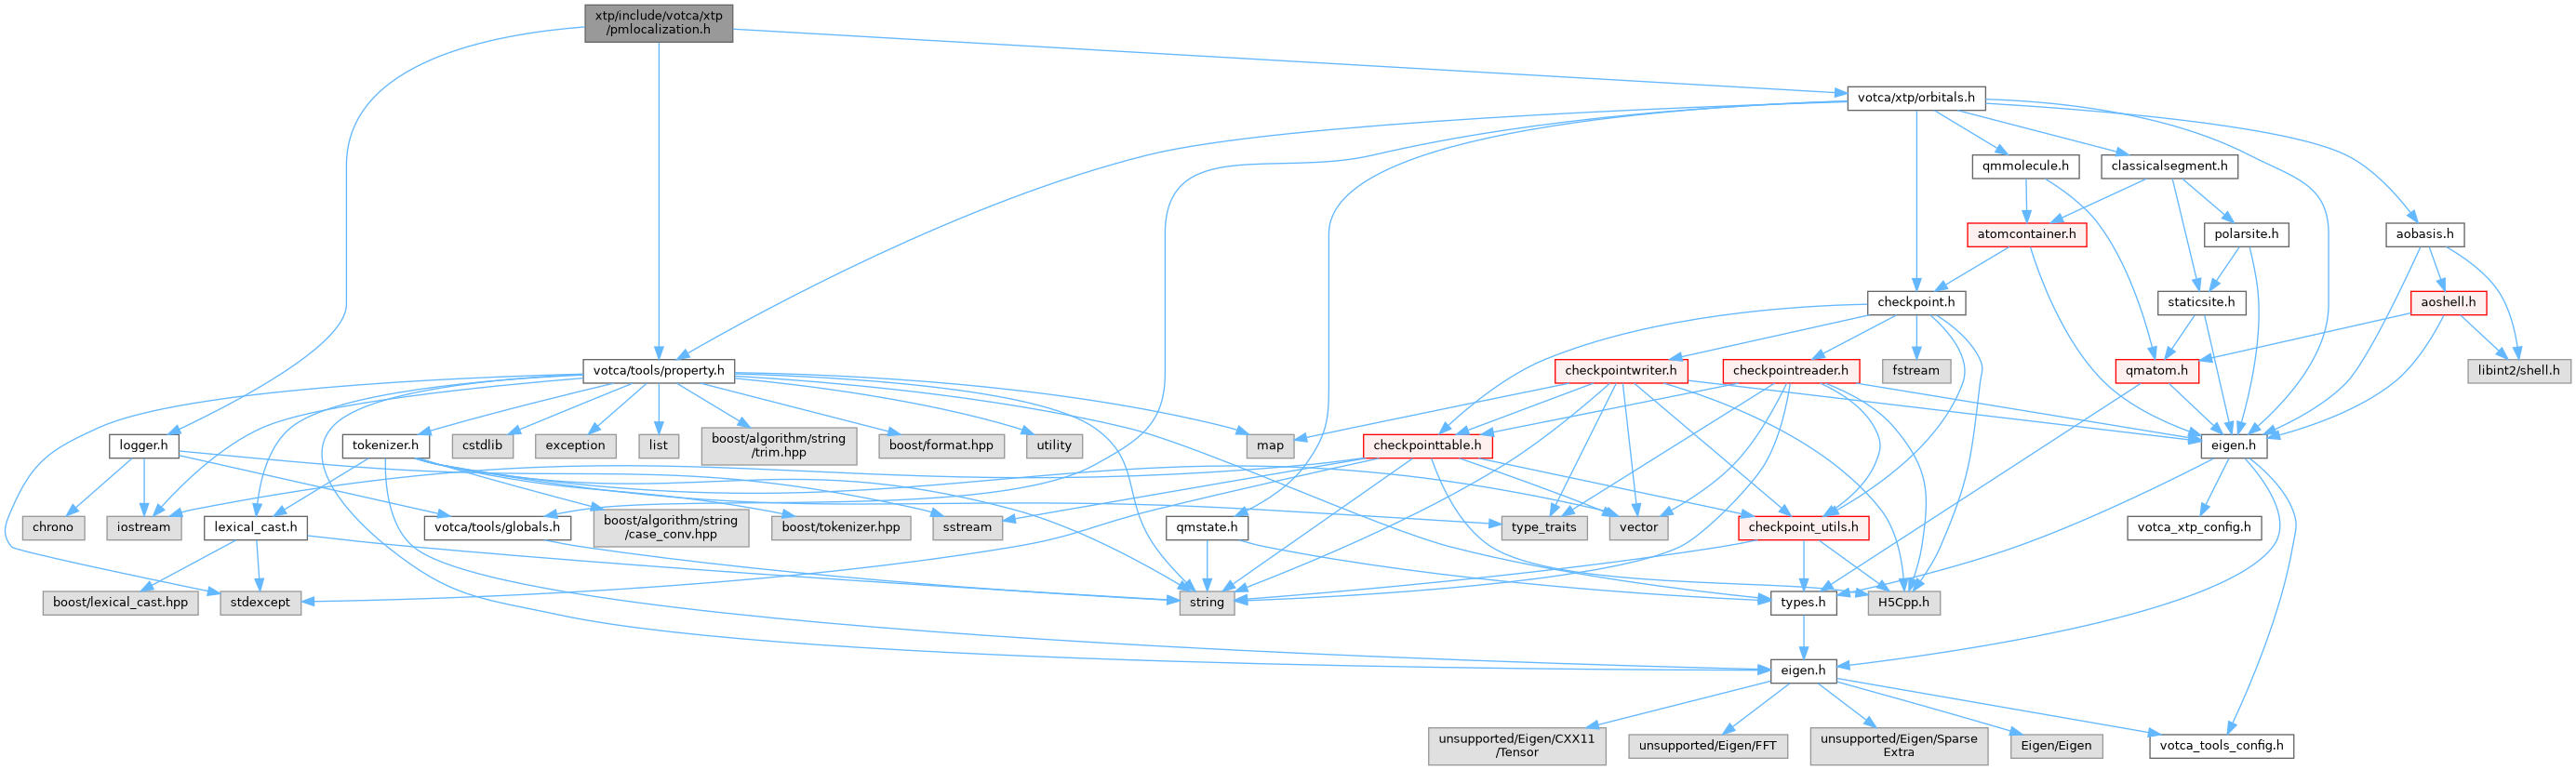 xtp/include/votca/xtp
/pmlocalization.h
votca/xtp/orbitals.h
qmmolecule.h
classicalsegment.h
atomcontainer.h
polarsite.h
aobasis.h
checkpoint.h
staticsite.h
aoshell.h
votca/tools/property.h
checkpointwriter.h
checkpointreader.h
fstream
qmatom.h
libint2/shell.h
logger.h
tokenizer.h
cstdlib
exception
list
boost/algorithm/string
/trim.hpp
boost/format.hpp
utility
map
checkpointtable.h
eigen.h
chrono
iostream
lexical_cast.h
votca/tools/globals.h
boost/algorithm/string
/case_conv.hpp
boost/tokenizer.hpp
sstream
qmstate.h
type_traits
vector
checkpoint_utils.h
votca_xtp_config.h
boost/lexical_cast.hpp
stdexcept
string
types.h
H5Cpp.h
eigen.h
unsupported/Eigen/CXX11
/Tensor
unsupported/Eigen/FFT
unsupported/Eigen/Sparse
Extra
Eigen/Eigen
votca_tools_config.h